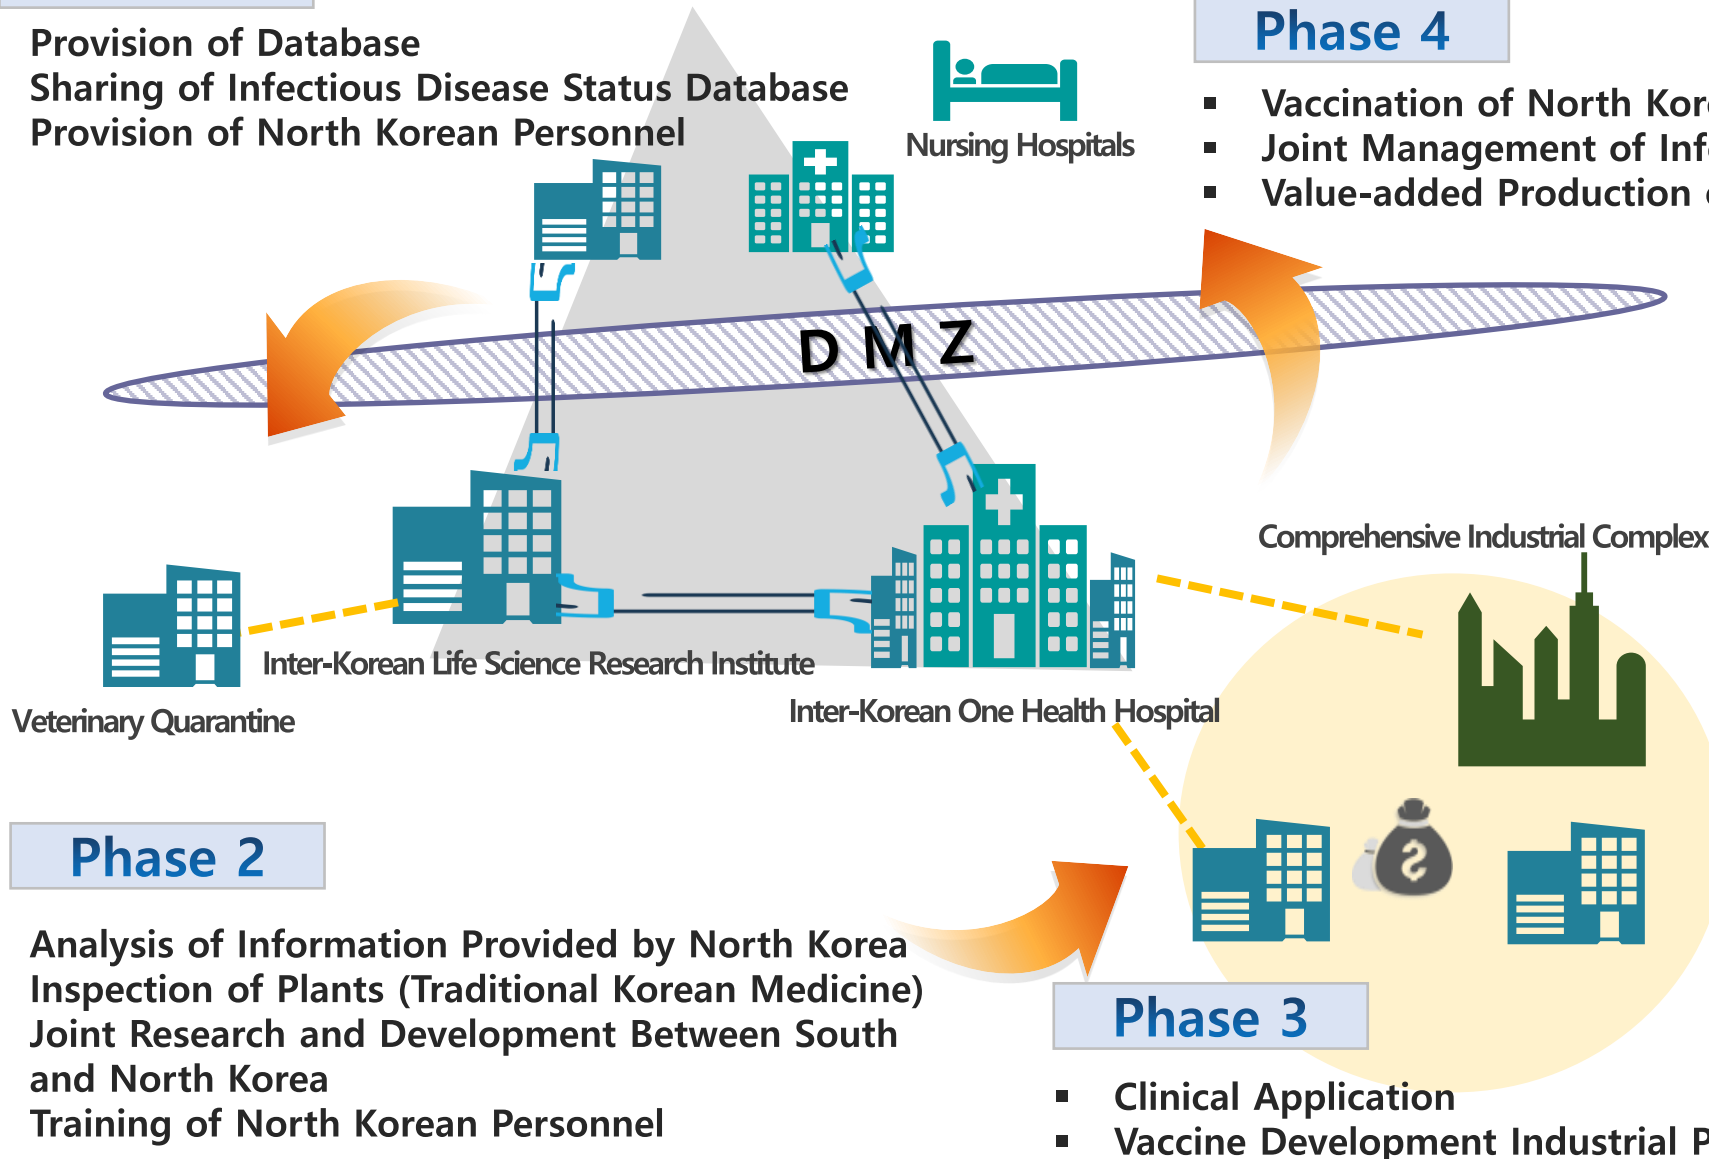 Provision of Database
Sharing of Infectious Disease Status Database
Provision of North Korean Personnel
Nursing Hospitals
Phase 4
▪ Vaccination of North
▪ Joint Management of
▪ Value-added Production
D M Z
Comprehensive Industrial Complex
Inter-Korean Life Science Research Institute
Veterinary Quarantine
Inter-Korean One Health Hospital
Phase 2
Analysis of Information Provided by North Korea
Inspection of Plants (Traditional Korean Medicine)
Joint Research and Development Between South
and North Korea
Training of North Korean Personnel
Phase 3
▪ Clinical Application
▪ Vaccine Development Industrial